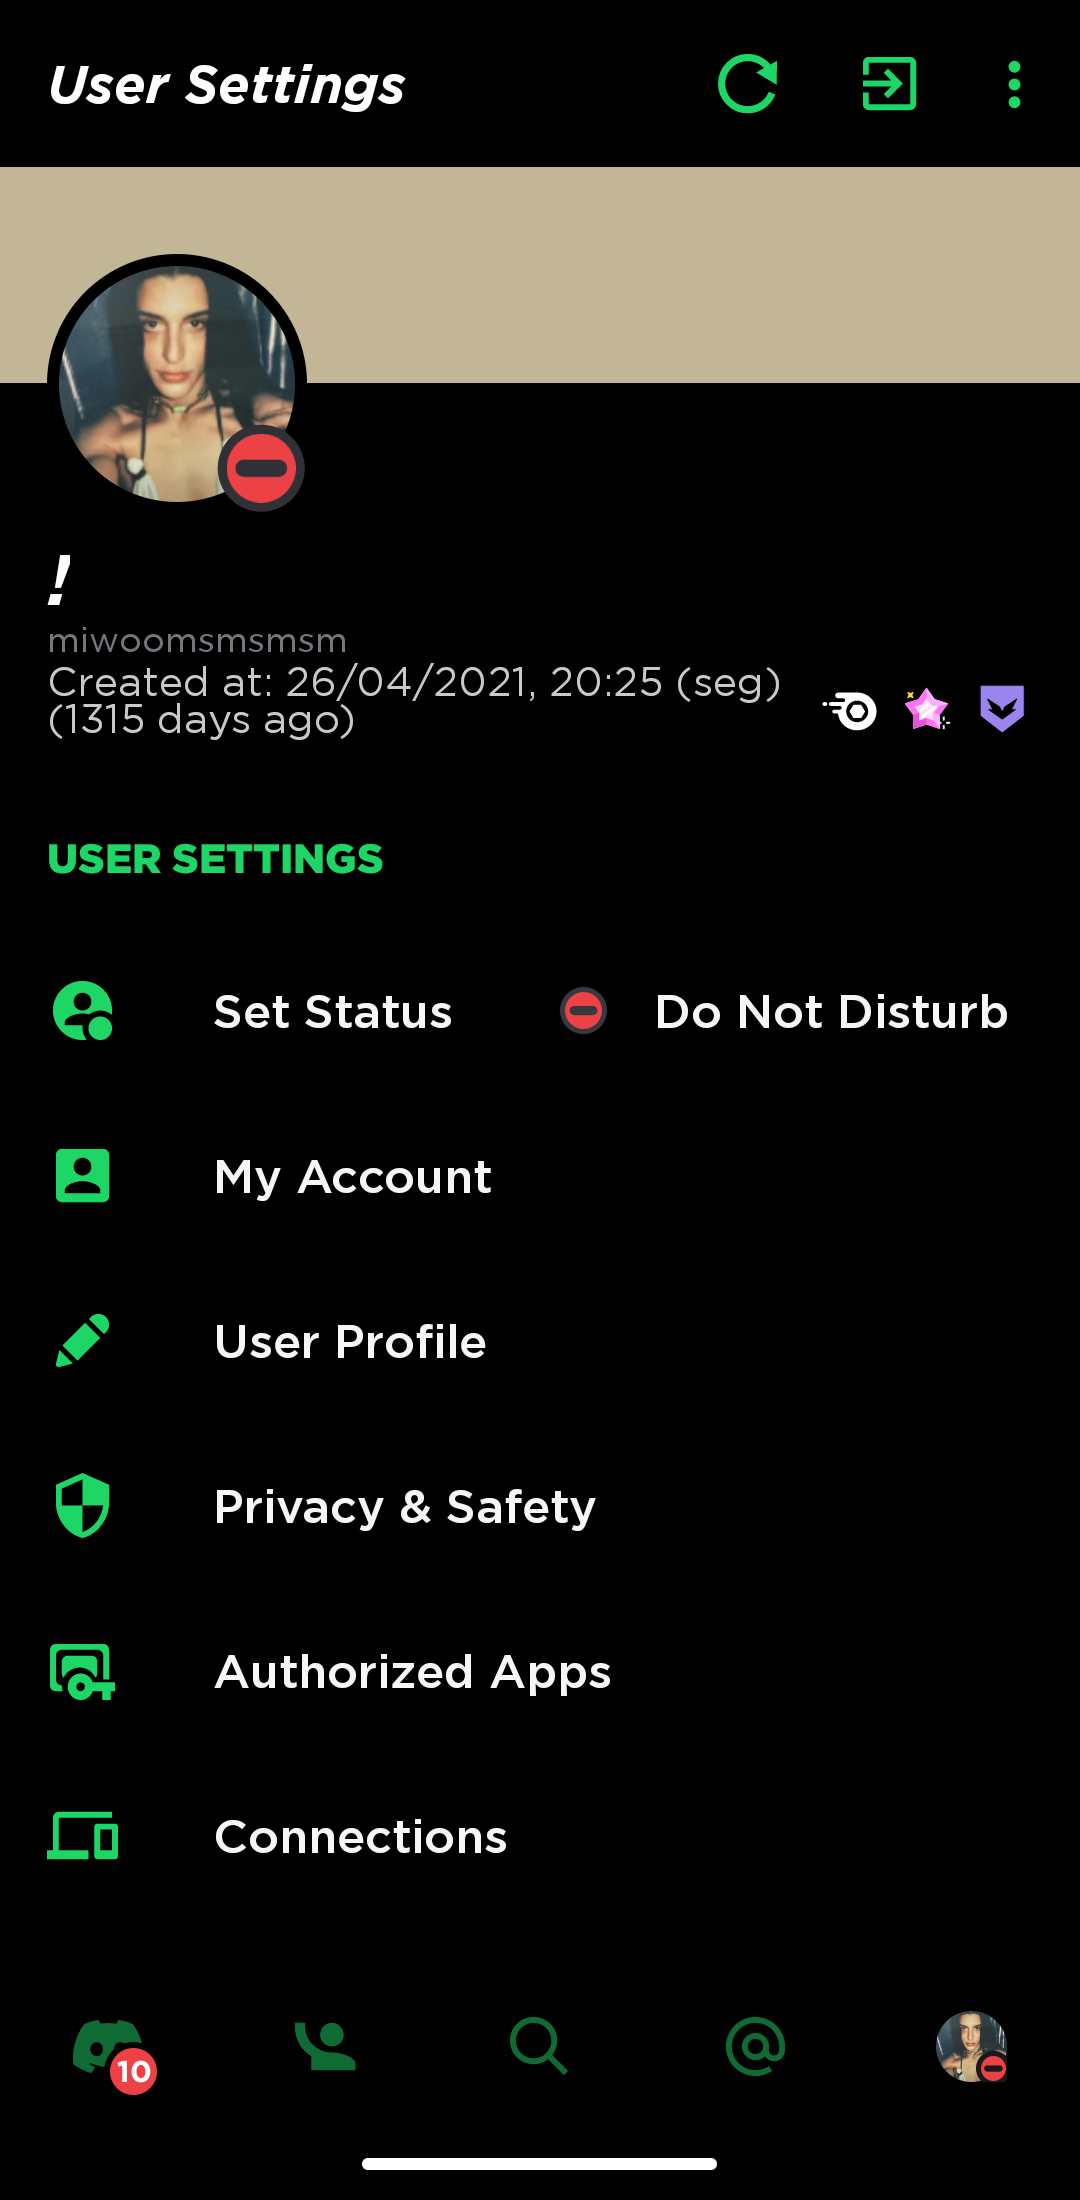 User Settings
!
miwoomsmsmsm
Created at: 26/04/2021, 20:25 (seg)
(1315 days ago)
USER SETTINGS
Set Status
Do Not Disturb
My Account
User Profile
Privacy & Safety
Authorized Apps
Connections
10